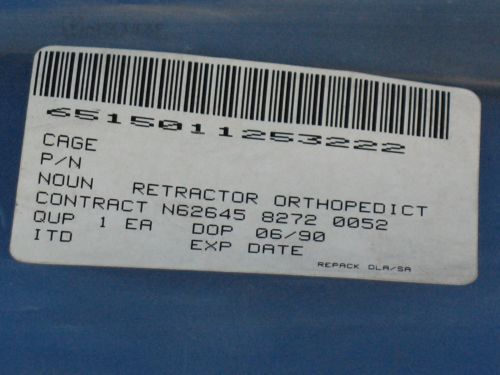 6515011253222
CAGE
P/N
NOUN RETRACTOR ORTHOPEDICT
CONTRACT N62645 8272 0052
QUP 1 EA DOP 06/90
ITD EXP DATE
REPACK DLA/SA